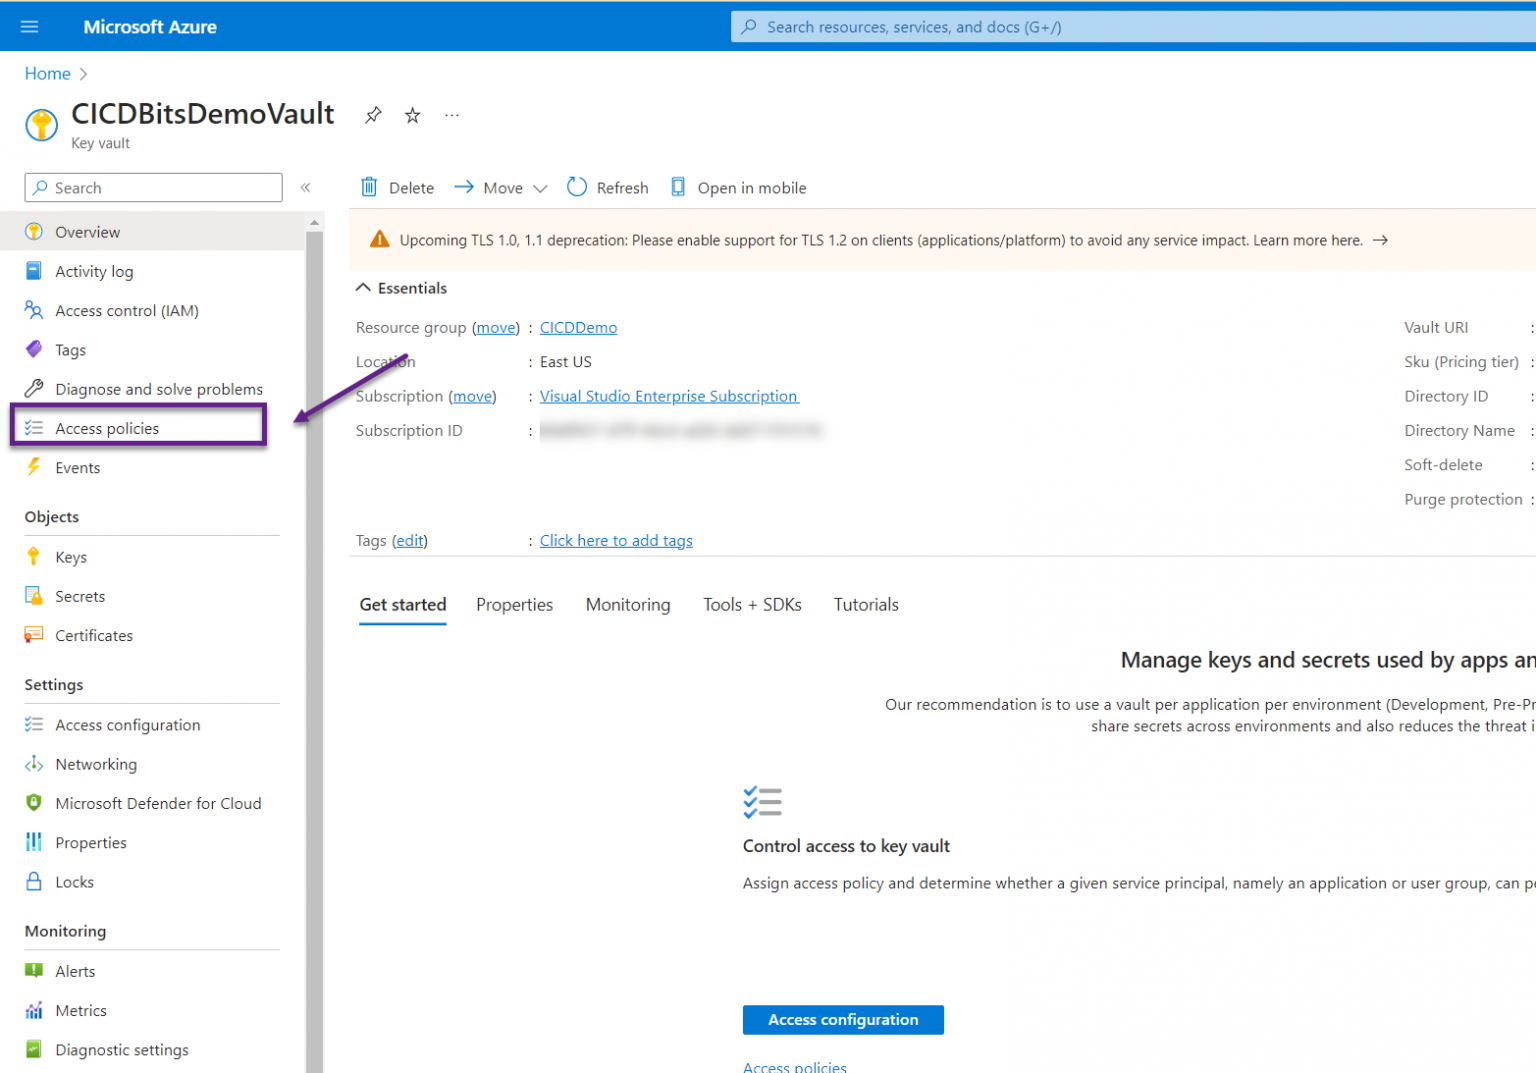 Microsoft Azure
Search resources, services, and docs (G+/)
Home
CICDBitsDemoVault
Key vault
Search
Delete
Move
Refresh
Open in mobile
Overview
Activity log
Access control (IAM)
Tags
Diagnose and solve problems
Access policies
Events
Objects
Keys
Secrets
Certificates
Settings
Access configuration
Networking
Microsoft Defender for Cloud
Properties
Locks
Monitoring
Alerts
Metrics
Diagnostic settings
Upcoming TLS 1.0, 1.1 deprecation: Please enable support for TLS 1.2 on clients (applications/platform) to avoid any service impact. Learn more here.
Essentials
Resource group (move) : CICDDemo
Location : East US
Subscription (move) : Visual Studio Enterprise Subscription
Subscription ID :
Tags (edit) : Click here to add tags
Vault URI :
Sku (Pricing tier) :
Directory ID :
Directory Name :
Soft-delete :
Purge protection :
Get started
Properties
Monitoring
Tools + SDKs
Tutorials
Manage keys and secrets used by apps an
Our recommendation is to use a vault per application per environment (Development, Pre-Pr
share secrets across environments and also reduces the threat i
Control access to key vault
Assign access policy and determine whether a given service principal, namely an application or user group, can pe
Access configuration
Access policies